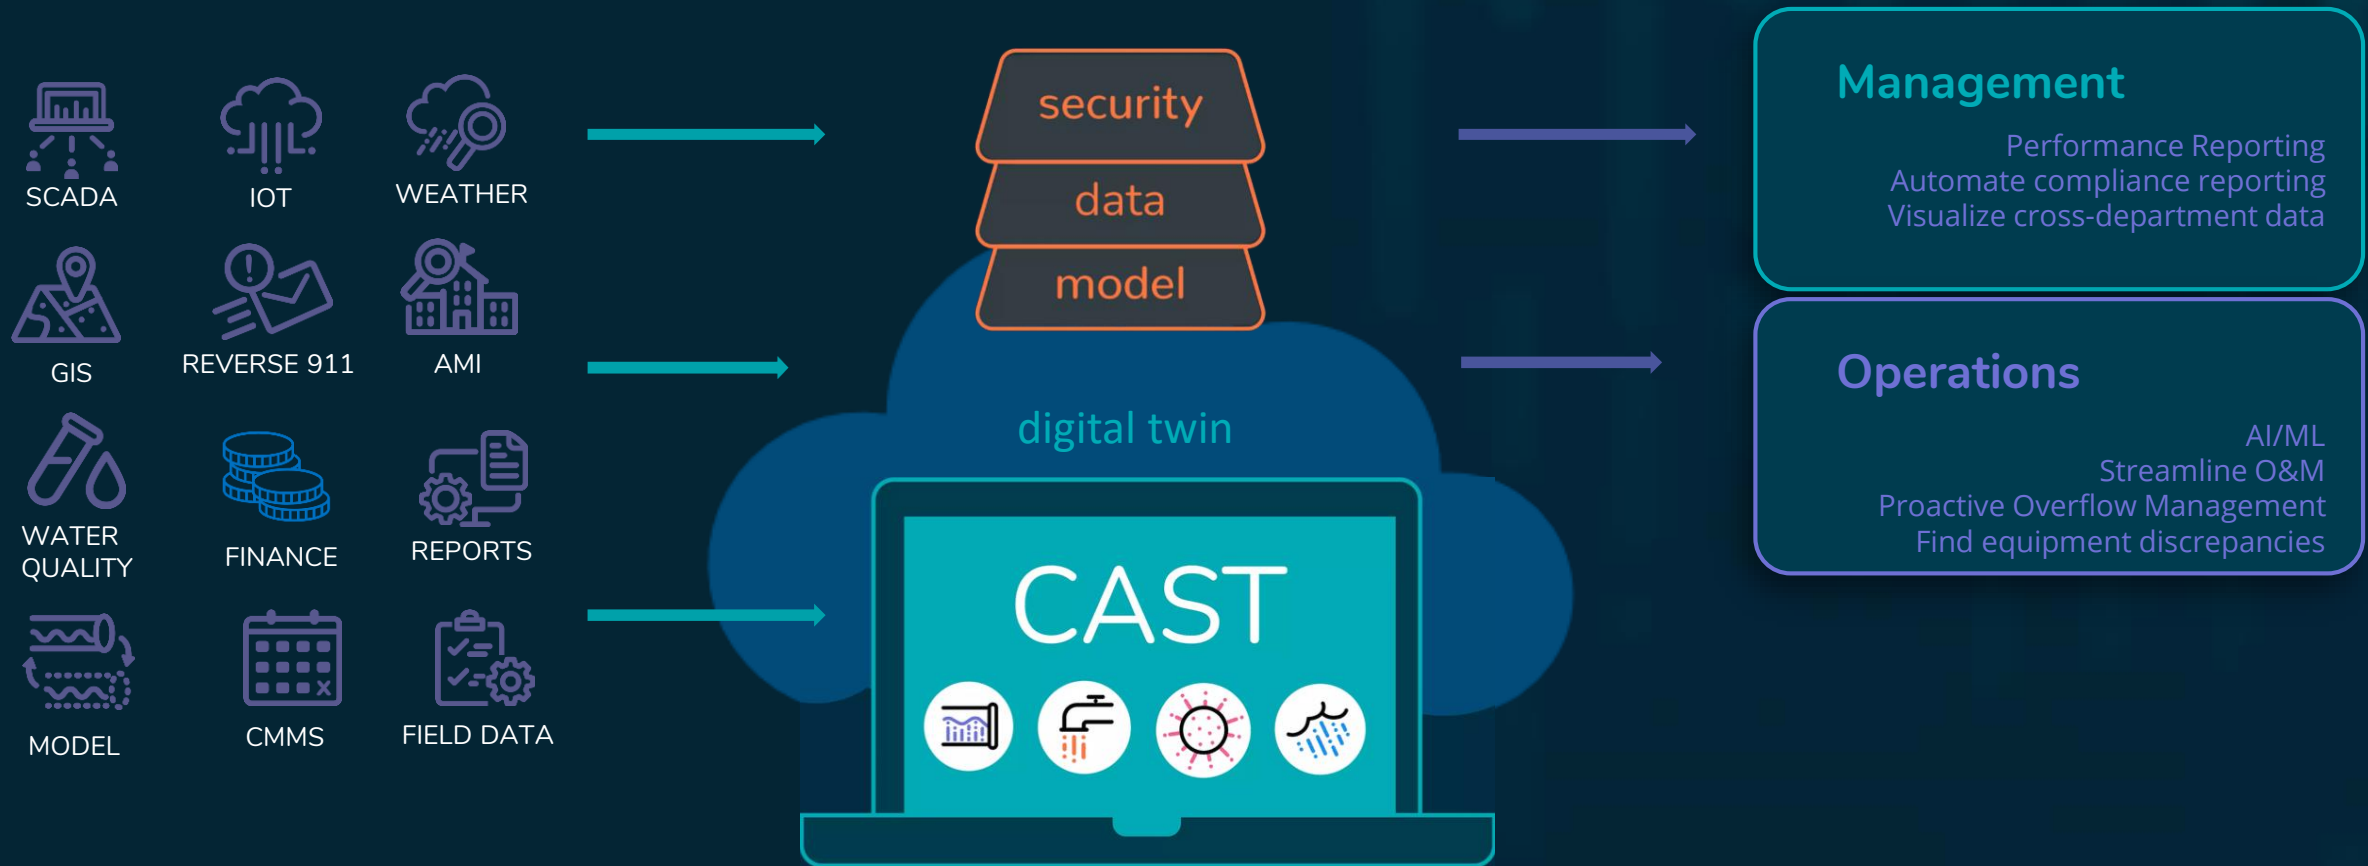 SCADA
IOT
WEATHER
GIS
REVERSE 911
AMI
WATER
QUALITY
FINANCE
REPORTS
MODEL
CMMS
FIELD DATA
security
data
model
digital twin
CAST
Management
Performance Reporting
Automate compliance reporting
Visualize cross-department data
Operations
AI/ML
Streamline O&M
Proactive Overflow Management
Find equipment discrepancies